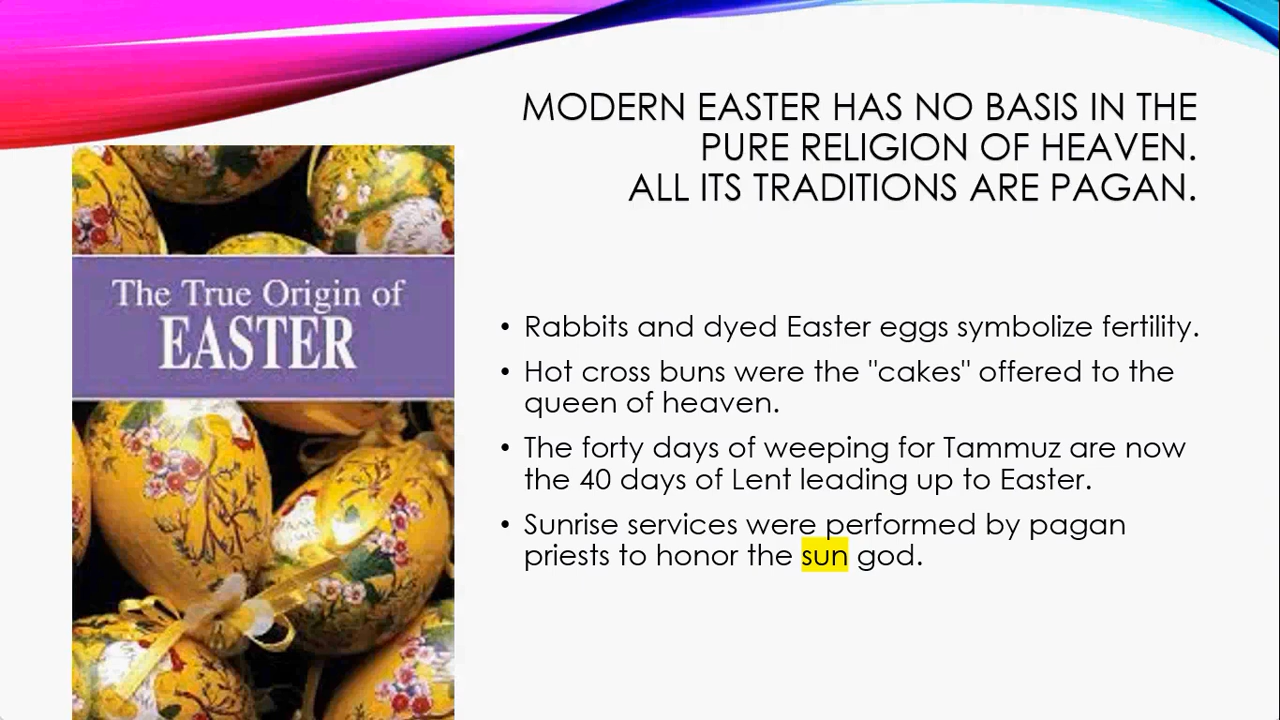 MODERN EASTER HAS NO BASIS IN THE
PURE RELIGION OF HEAVEN.
ALL ITS TRADITIONS ARE PAGAN.
The True Origin of
EASTER
• Rabbits and dyed Easter eggs symbolize fertility.
• Hot cross buns were the "cakes" offered to the
queen of heaven.
• The forty days of weeping for Tammuz are now
the 40 days of Lent leading up to Easter.
• Sunrise services were performed by pagan
priests to honor the sun god.